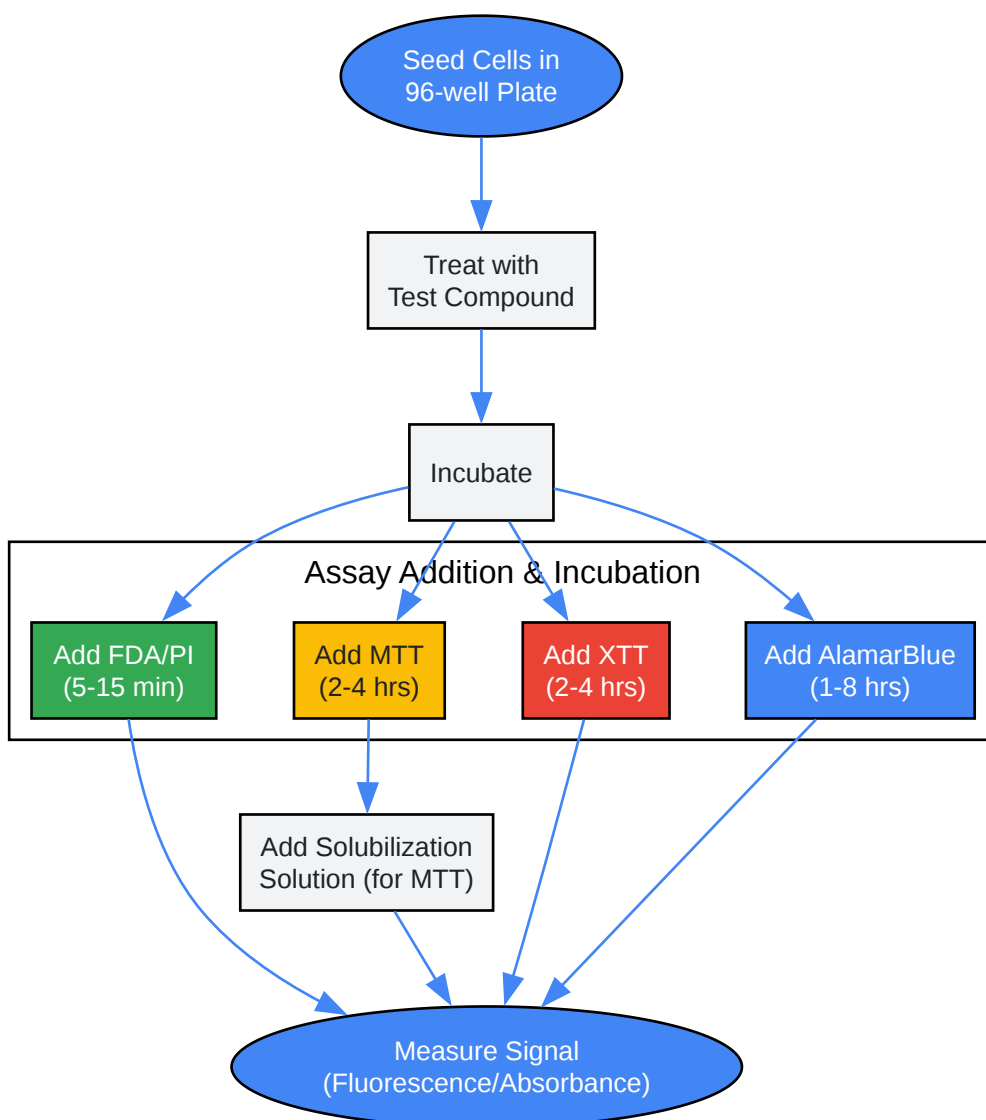 Seed Cells in
96-well Plate
Treat with
Test Compound
Incubate
Assay Addition & Incubation
Add FDA/PI
(5-15 min)
Add MTT
(2-4 hrs)
Add XTT
(2-4 hrs)
Add AlamarBlue
(1-8 hrs)
Add Solubilization
Solution (for MTT)
Measure Signal
(Fluorescence/Absorbance)